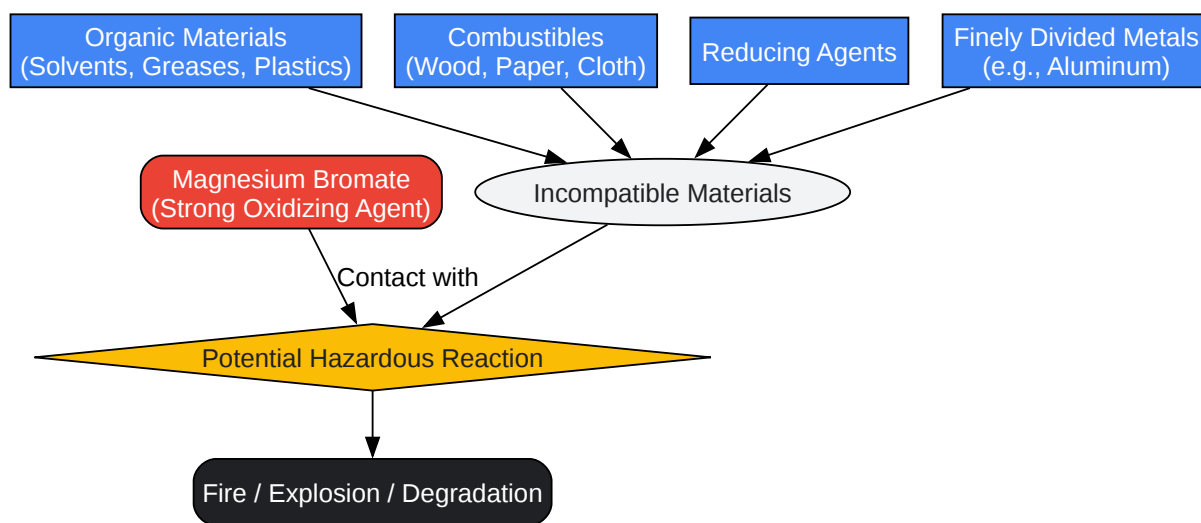 Organic Materials
(Solvents, Greases, Plastics)
Combustibles
(Wood, Paper, Cloth)
Reducing Agents
Finely Divided Metals
(e.g., Aluminum)
Magnesium Bromate
(Strong Oxidizing Agent)
Incompatible Materials
Contact with
Potential Hazardous Reaction
Fire / Explosion / Degradation